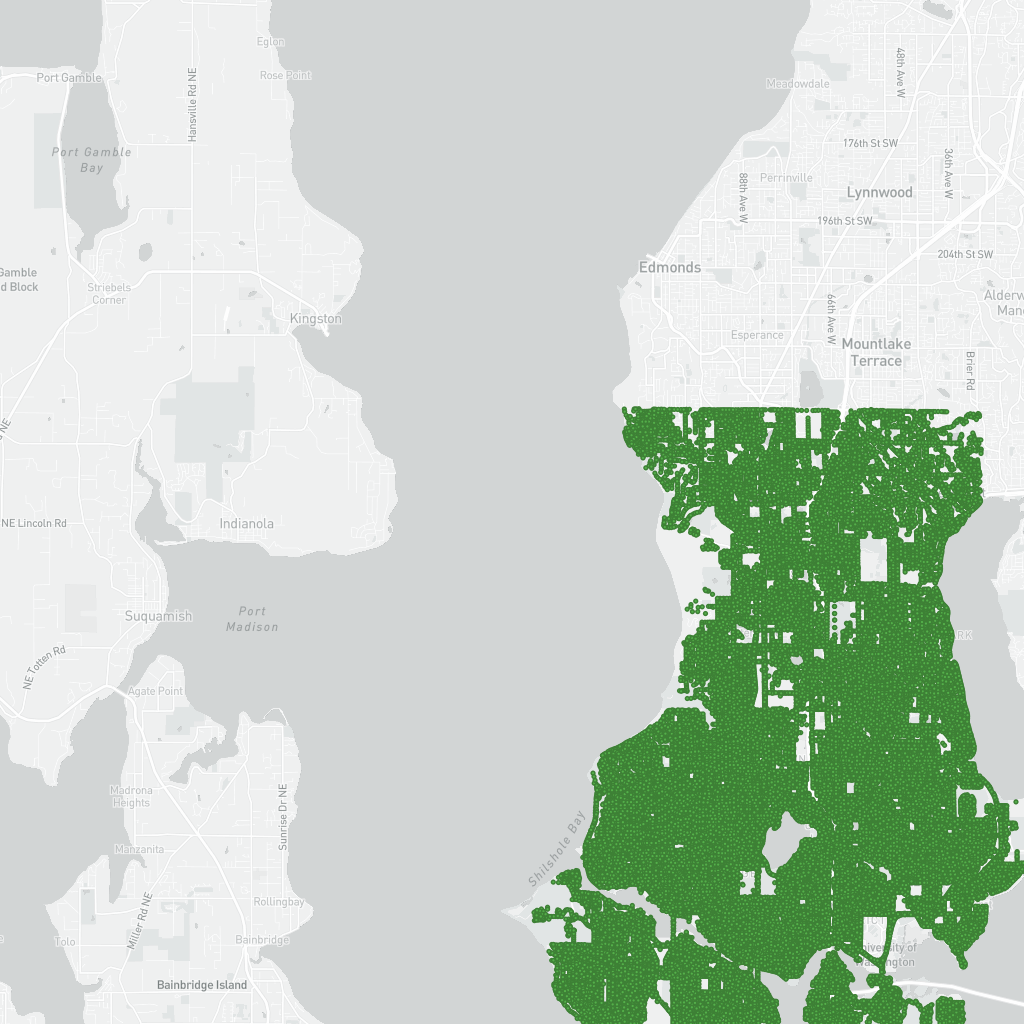 Eglon
Port Gamble
Rose Point
Hansville Rd NE
Port Gamble
Bay
Meadowdale
48th Ave W
176th St SW
36th Ave W
Perrinville
88th Ave W
Lynnwood
196th St SW
204th St SW
Edmonds
Gamble
d Block
Striebels
Corner
Kingston
66th Ave W
Alderw
Man
Esperance
Mountlake
Terrace
Brier Rd
NE Lincoln Rd
Indianola
Suquamish
Port
Madison
NE Totten Rd
Agate Point
Madrona
Heights
Sunrise Dr NE
Manzanita
Shilshole Bay
Miller Rd NE
Rollingbay
Tolo
Bainbridge
Bainbridge Island
University of
Washington